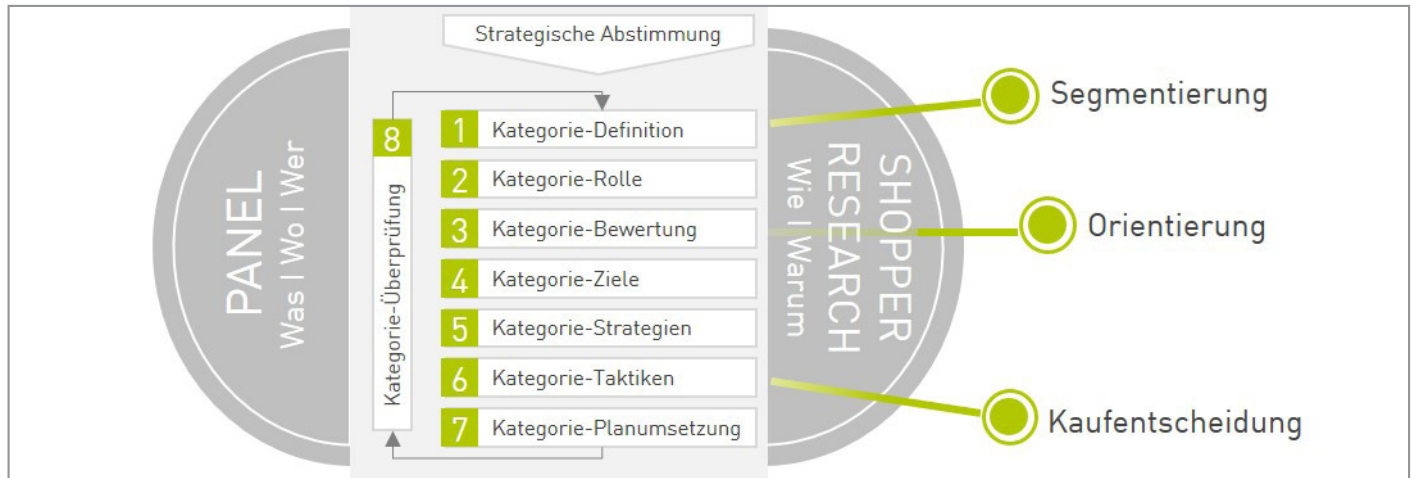 Strategische Abstimmung
PANEL
Was | Wo | Wer
8
Kategorie-Überprüfung
1 Kategorie-Definition
2 Kategorie-Rolle
3 Kategorie-Bewertung
4 Kategorie-Ziele
5 Kategorie-Strategien
6 Kategorie-Taktiken
7 Kategorie-Planumsetzung
SHOPPER
RESEARCH
Wie | Warum
Segmentierung
Orientierung
Kaufentscheidung